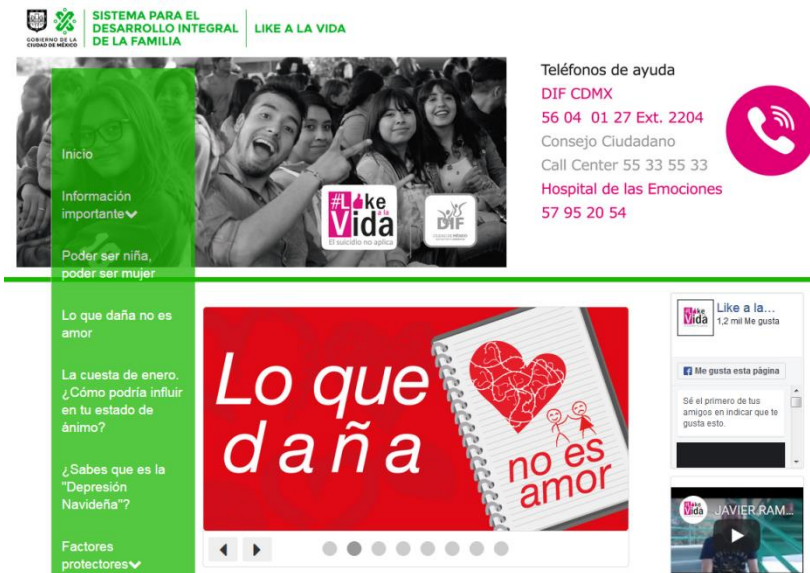 GOBIERNO DE LA
CIUDAD DE MÉXICO
SISTEMA PARA EL
DESARROLLO INTEGRAL
DE LA FAMILIA
LIKE A LA VIDA
Teléfonos de ayuda
DIF CDMX
56 04 01 27 Ext. 2204
Consejo Ciudadano
Call Center 55 33 55 33
Hospital de las Emociones
57 95 20 54
#Like
a la
Vida
El suicidio no aplica
DIF
Inicio
Información
importante
Poder ser niña,
poder ser mujer
Lo que daña no es
amor
La cuesta de enero.
¿Cómo podría influir
en tu estado de
ánimo?
¿Sabes que es la
"Depresión
Navideña"?
Factores
protectores
Lo que
daña
no es
amor
Like a la...
1,2 mil Me gusta
Me gusta esta página
Sé el primero de tus
amigos en indicar que te
gusta esto.
JAVIER RAM...